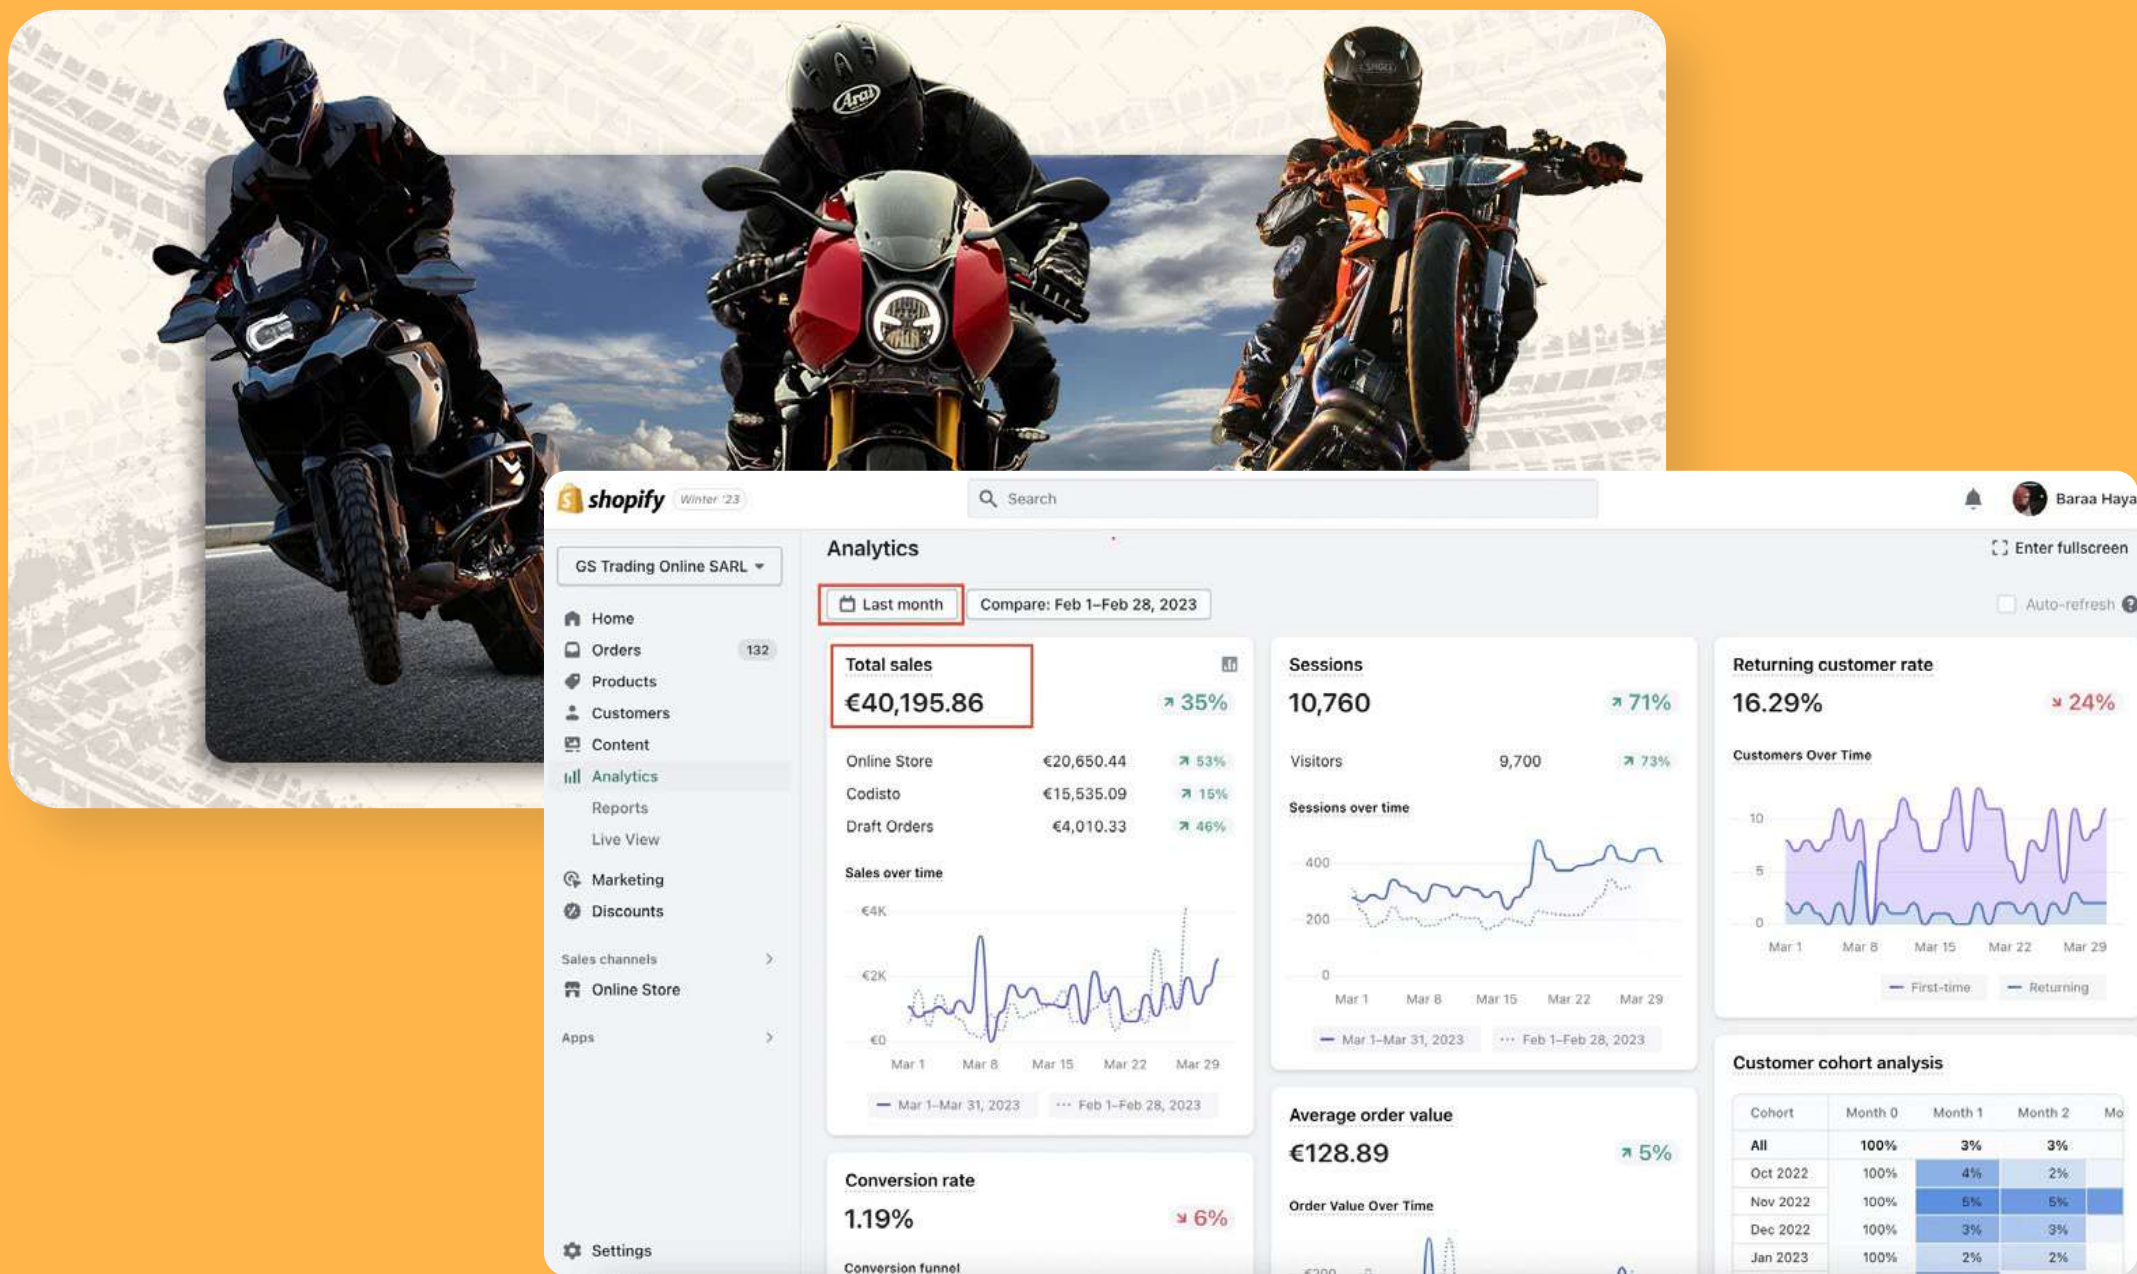 Arai
SHOEI
shopify
Winter '23
Search
Baraa Haya
GS Trading Online SARL
Home
Orders 132
Products
Customers
Content
Analytics
Reports
Live View
Marketing
Discounts
Sales channels
Online Store
Apps
Settings
Analytics
Enter fullscreen
Last month
Compare: Feb 1–Feb 28, 2023
Auto-refresh
Total sales
€40,195.86 35%
Online Store €20,650.44 53%
Codisto €15,535.09 15%
Draft Orders €4,010.33 46%
Sales over time
€4K
€2K
€0
Mar 1 Mar 8 Mar 15 Mar 22 Mar 29
Mar 1–Mar 31, 2023 Feb 1–Feb 28, 2023
Conversion rate
1.19% 6%
Conversion funnel
Sessions
10,760 71%
Visitors 9,700 73%
Sessions over time
400
200
0
Mar 1 Mar 8 Mar 15 Mar 22 Mar 29
Mar 1–Mar 31, 2023 Feb 1–Feb 28, 2023
Average order value
€128.89 5%
Order Value Over Time
Returning customer rate
16.29% 24%
Customers Over Time
10
5
0
Mar 1 Mar 8 Mar 15 Mar 22 Mar 29
First-time Returning
Customer cohort analysis
Cohort Month 0 Month 1 Month 2 Mo
All 100% 3% 3%
Oct 2022 100% 4% 2%
Nov 2022 100% 5% 5%
Dec 2022 100% 3% 3%
Jan 2023 100% 2% 2%